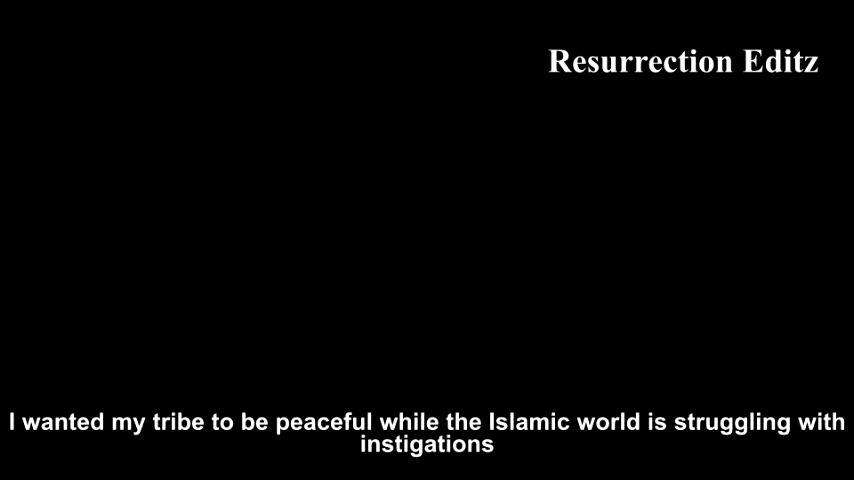 Resurrection Editz
I wanted my tribe to be peaceful while the Islamic world is struggling with
instigations